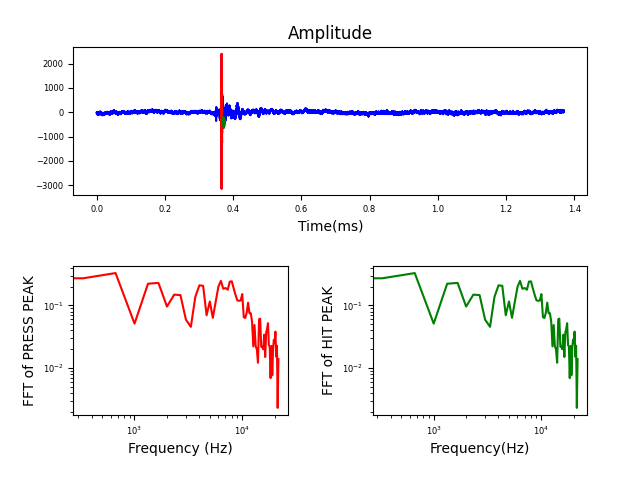 Amplitude
2000
1000
0
−1000
−2000
−3000
0.0 0.2 0.4 0.6 0.8 1.0 1.2 1.4
Time(ms)
FFT of PRESS PEAK
10⁻¹
10⁻²
10³ 10⁴
Frequency (Hz)
FFT of HIT PEAK
10⁻¹
10⁻²
10³ 10⁴
Frequency(Hz)